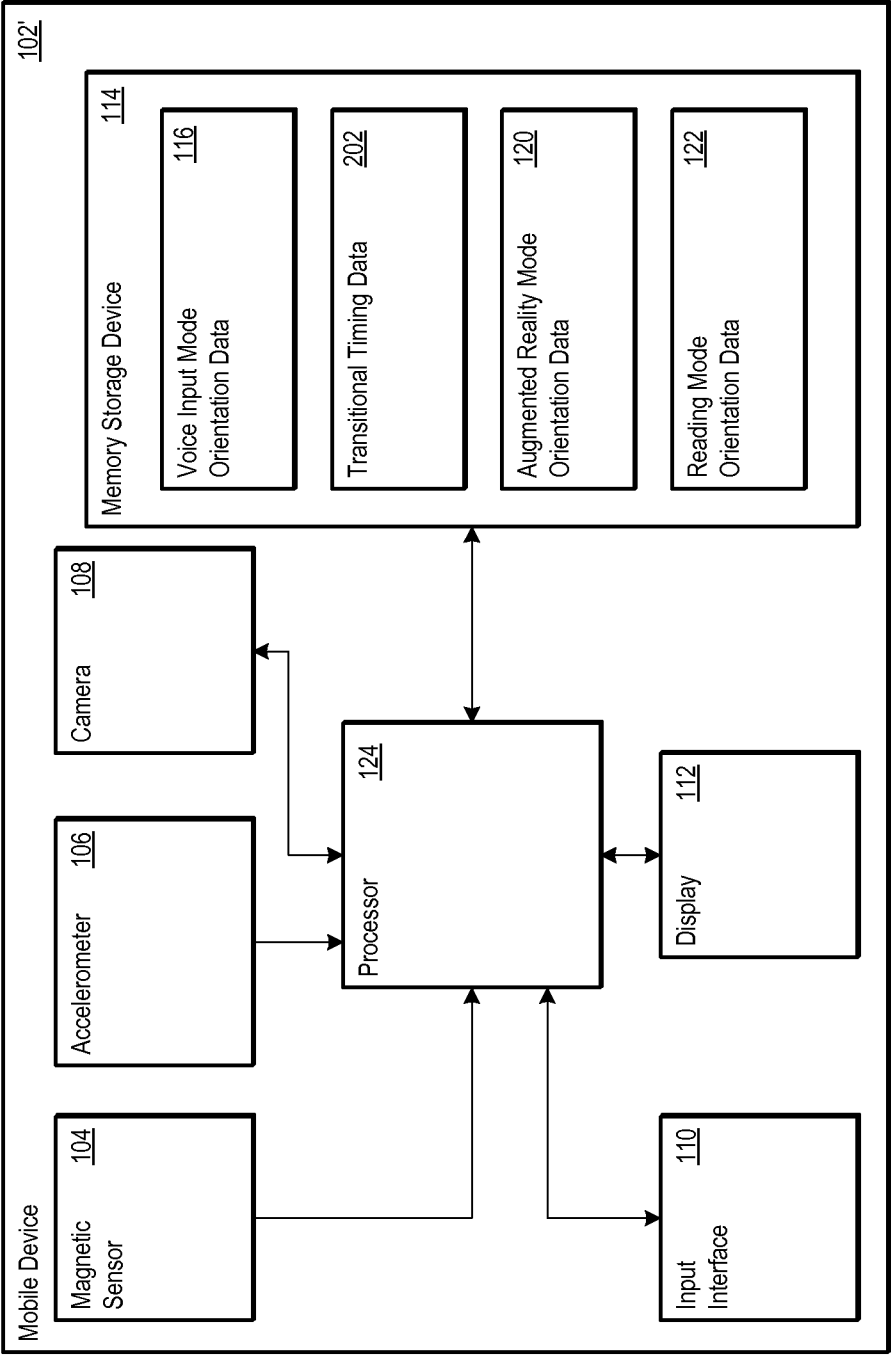 Mobile Device 102'
Magnetic
Sensor
104
Accelerometer 106
Camera 108
Memory Storage Device 114
Voice Input Mode
Orientation Data
116
Transitional Timing Data 202
Augmented Reality Mode
Orientation Data
120
Reading Mode
Orientation Data
122
Processor 124
Input
Interface
110
Display 112